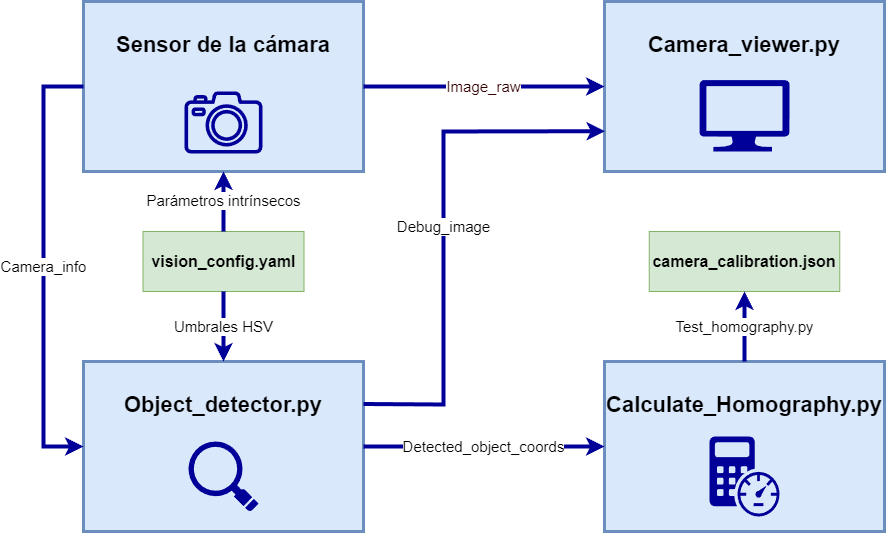 Sensor de la cámara
Camera_viewer.py
Image_raw
Parámetros intrínsecos
Debug_image
vision_config.yaml
camera_calibration.json
Camera_info
Umbrales HSV
Test_homography.py
Object_detector.py
Calculate_Homography.py
Detected_object_coords